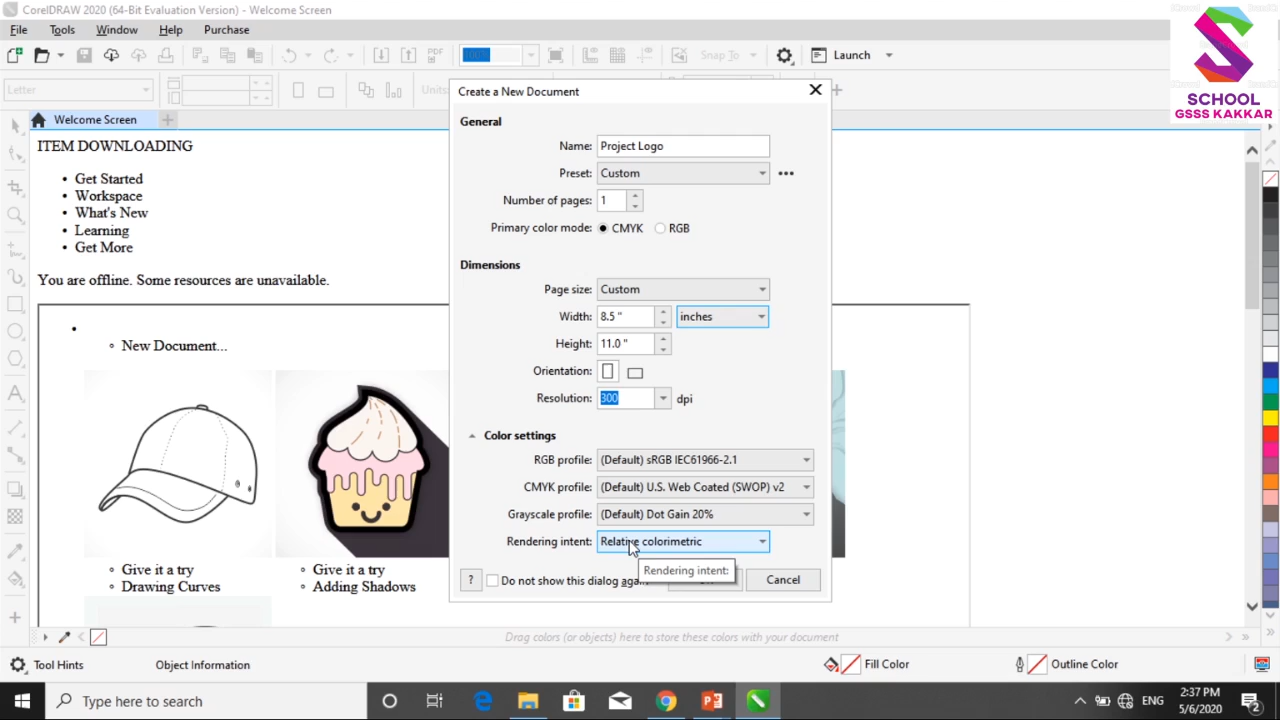 CorelDRAW 2020 (64-Bit Evaluation Version) - Welcome Screen
File Tools Window Help Purchase
PDF 100% Snap To Launch
Letter Units
SCHOOL
GSSS KAKKAR
Welcome Screen
ITEM DOWNLOADING
Get Started
Workspace
What's New
Learning
Get More
You are offline. Some resources are unavailable.
New Document...
Give it a try
Drawing Curves
Give it a try
Adding Shadows
Create a New Document
General
Name: Project Logo
Preset: Custom
Number of pages: 1
Primary color mode: CMYK RGB
Dimensions
Page size: Custom
Width: 8.5 " inches
Height: 11.0 "
Orientation:
Resolution: 300 dpi
Color settings
RGB profile: (Default) sRGB IEC61966-2.1
CMYK profile: (Default) U.S. Web Coated (SWOP) v2
Grayscale profile: (Default) Dot Gain 20%
Rendering intent: Relative colorimetric
Rendering intent:
? Do not show this dialog again Cancel
Drag colors (or objects) here to store these colors with your document
Tool Hints Object Information Fill Color Outline Color
Type here to search
ENG
2:37 PM
5/6/2020
2